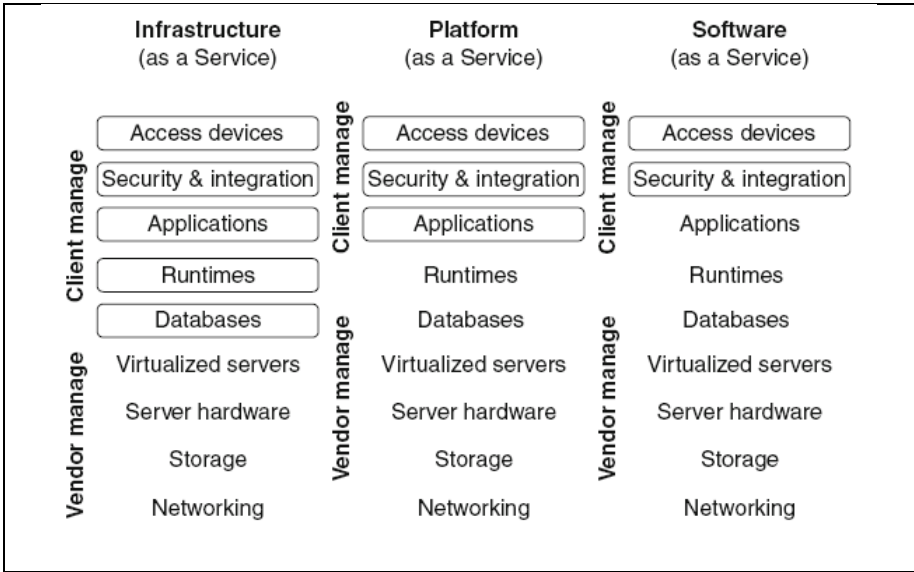 Infrastructure
(as a Service)
Client manage
Access devices
Security & integration
Applications
Runtimes
Databases
Vendor manage
Virtualized servers
Server hardware
Storage
Networking
Platform
(as a Service)
Client manage
Access devices
Security & integration
Applications
Vendor manage
Runtimes
Databases
Virtualized servers
Server hardware
Storage
Networking
Software
(as a Service)
Client manage
Access devices
Security & integration
Vendor manage
Applications
Runtimes
Databases
Virtualized servers
Server hardware
Storage
Networking